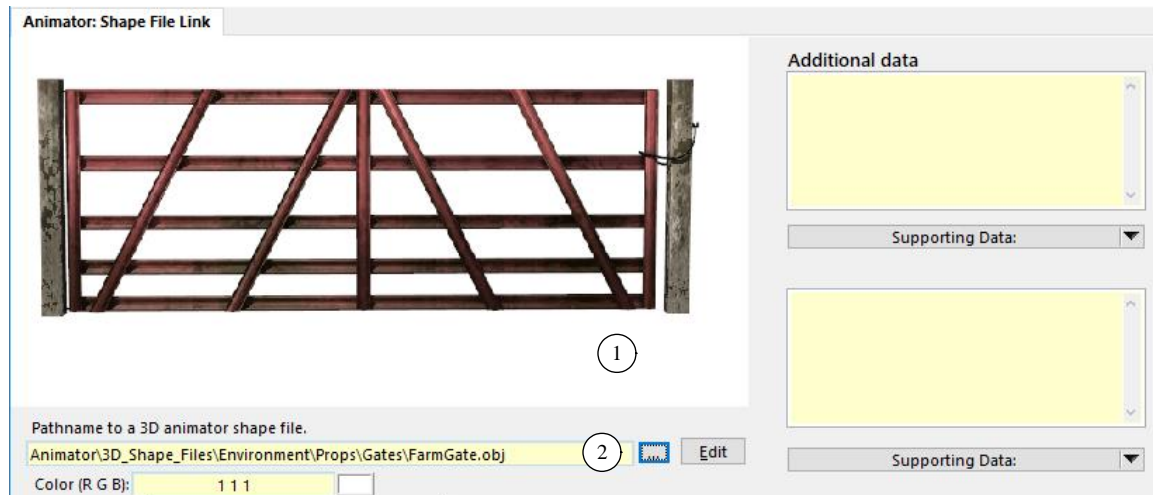 Animator: Shape File Link
Additional data
Supporting Data:
1
Pathname to a 3D animator shape file.
Animator\3D_Shape_Files\Environment\Props\Gates\FarmGate.obj
2
...
Edit
Supporting Data:
Color (R G B):
1 1 1